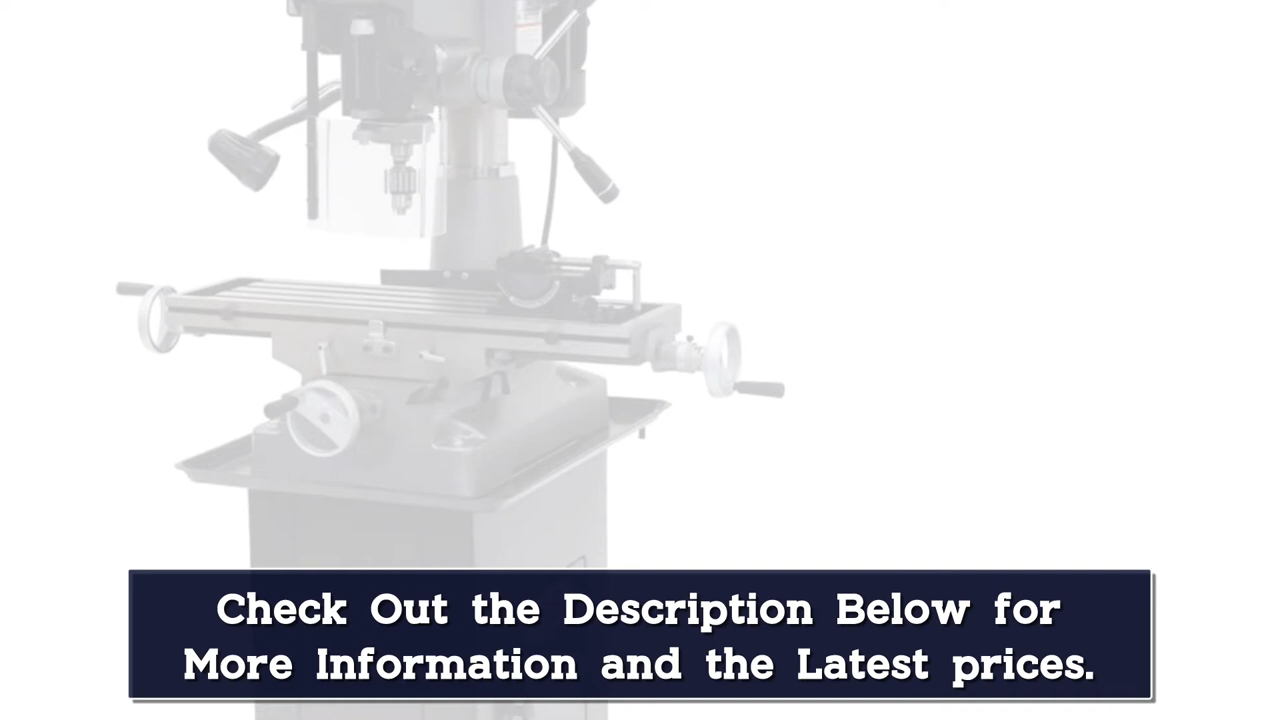 Check Out the Description Below for
More Information and the Latest prices.